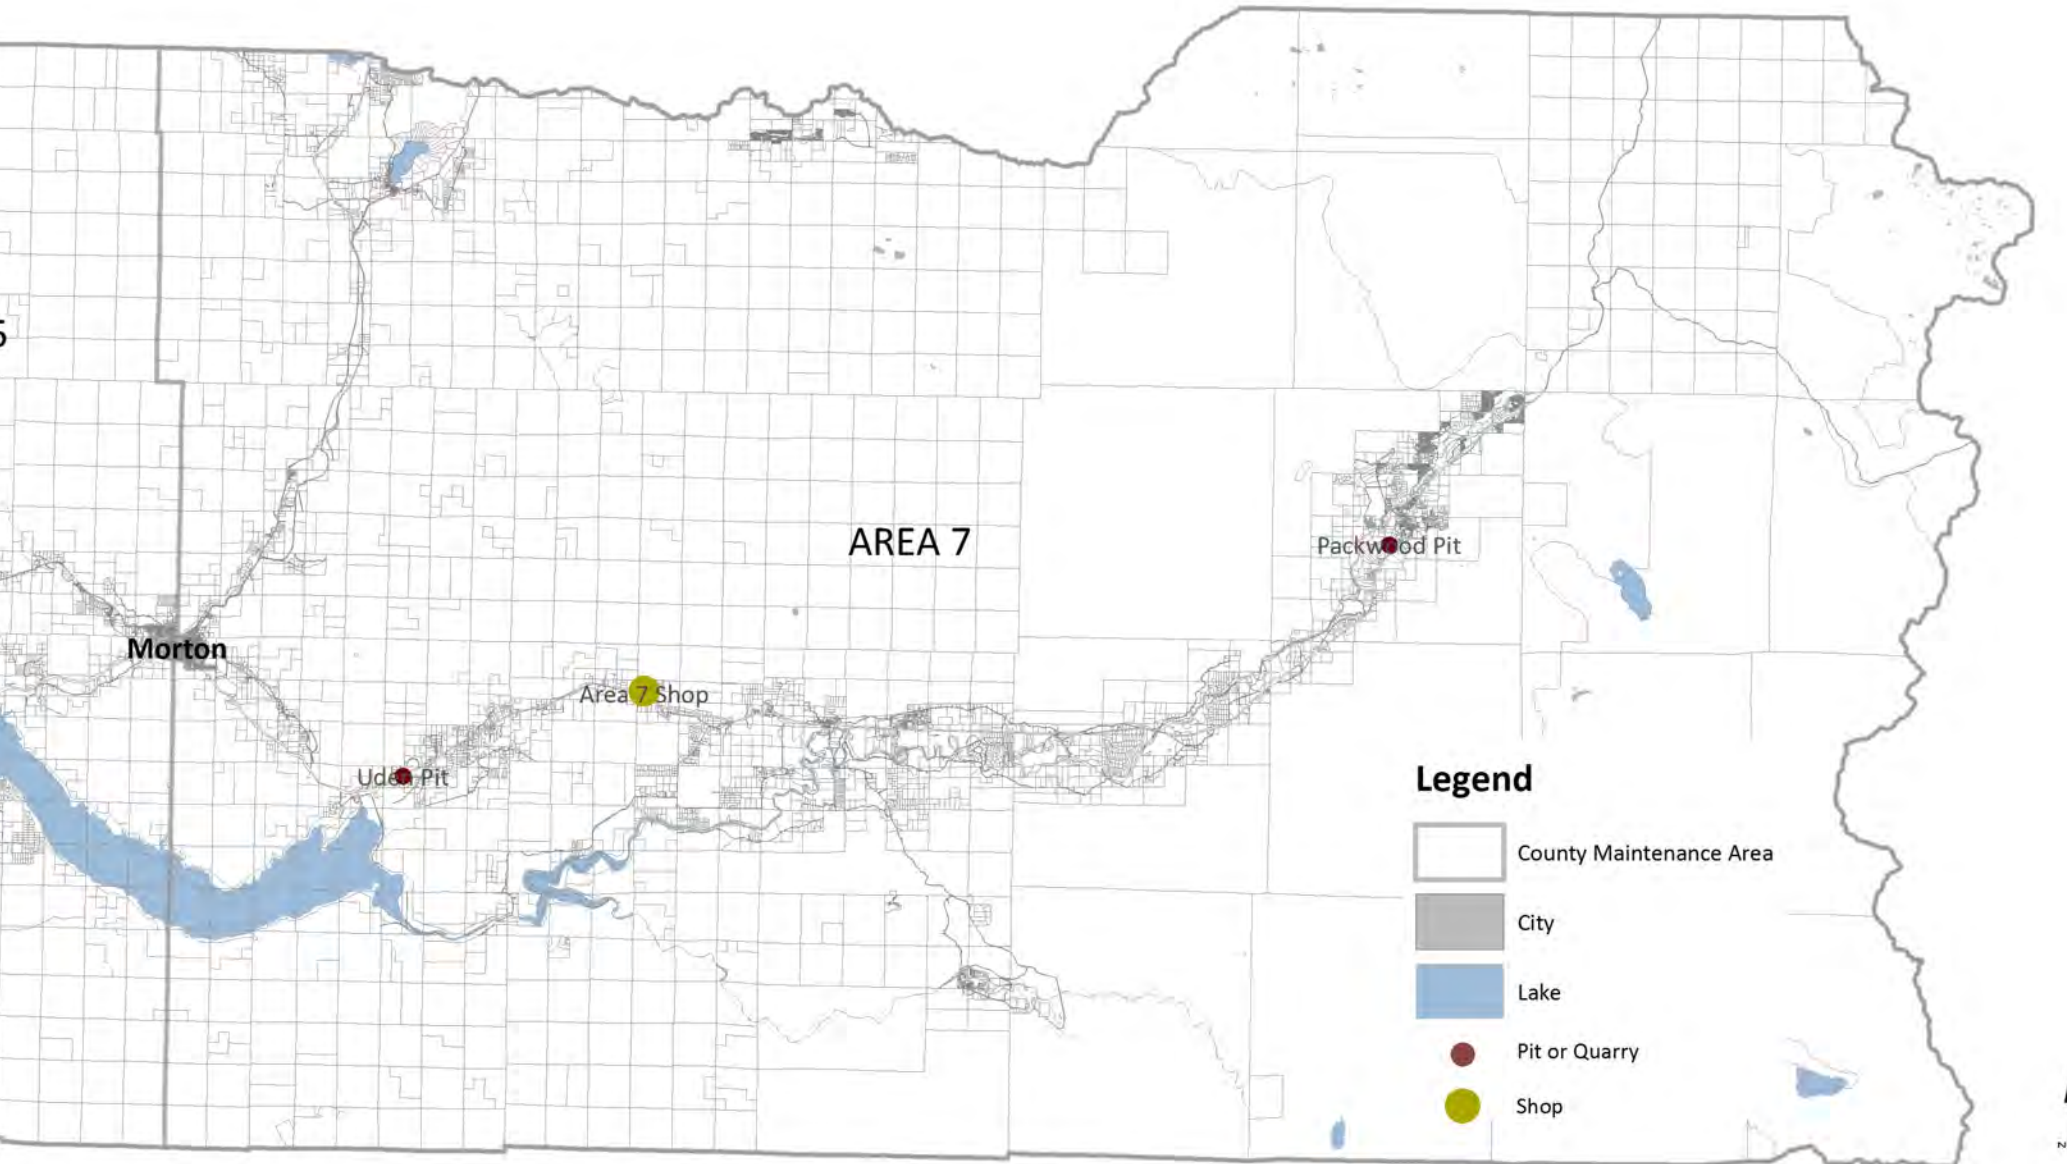 5
AREA 7
Packwood Pit
Morton
Area 7 Shop
Uden Pit
Legend
County Maintenance Area
City
Lake
Pit or Quarry
Shop